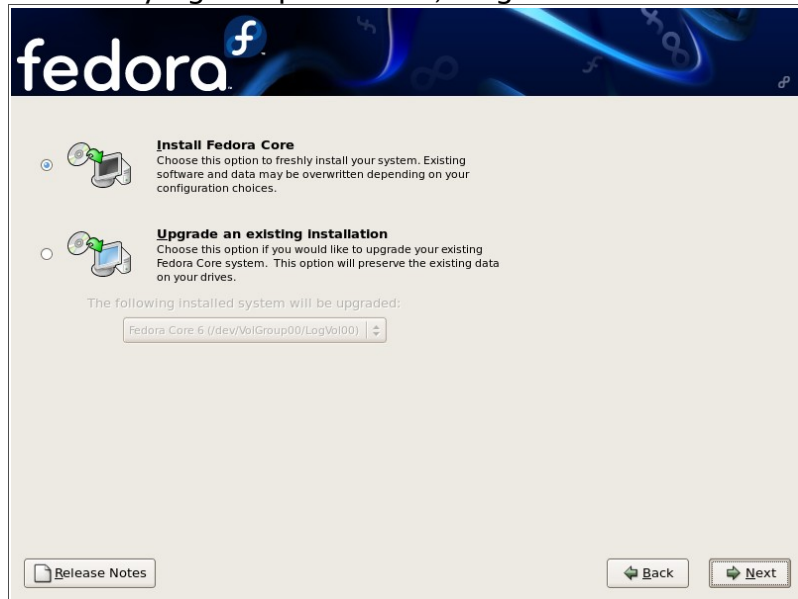 fedora
Install Fedora Core
Choose this option to freshly install your system. Existing
software and data may be overwritten depending on your
configuration choices.
Upgrade an existing installation
Choose this option if you would like to upgrade your existing
Fedora Core system. This option will preserve the existing data
on your drives.
The following installed system will be upgraded:
Fedora Core 6 (/dev/VolGroup00/LogVol00)
Release Notes
Back
Next